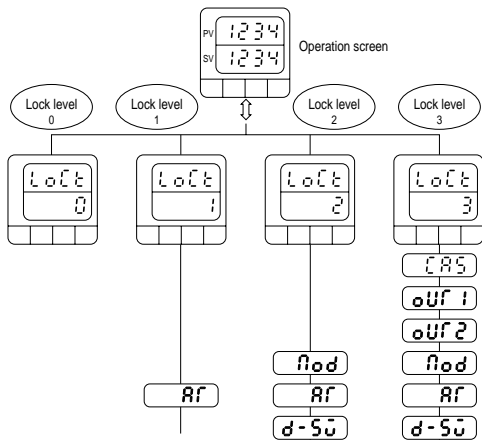 PV 1234
SV 1234
Operation screen
Lock level
0
Lock level
1
Lock level
2
Lock level
3
LoCt
0
LoCt
1
LoCt
2
LoCt
3
AT
Mod
AT
d-SV
CAS
oUT1
oUT2
Mod
AT
d-SV